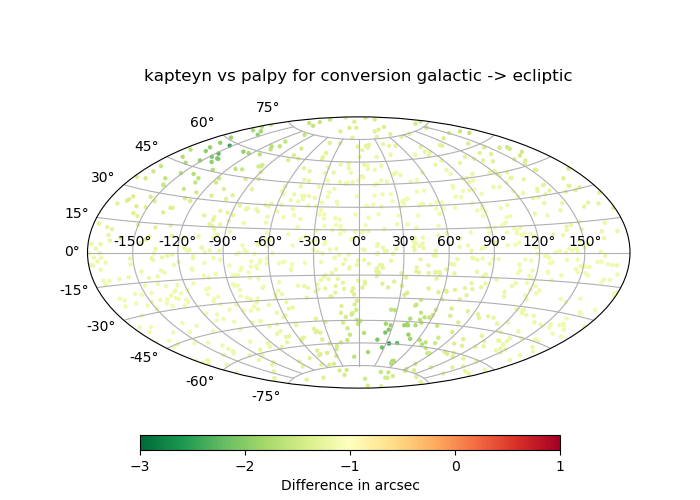 kapteyn vs palpy for conversion galactic -> ecliptic
75°
60°
45°
30°
15°
-150° -120° -90° -60° -30° 0° 30° 60° 90° 120° 150°
0°
-15°
-30°
-45°
-60°
-75°
−3 −2 −1 0 1
Difference in arcsec